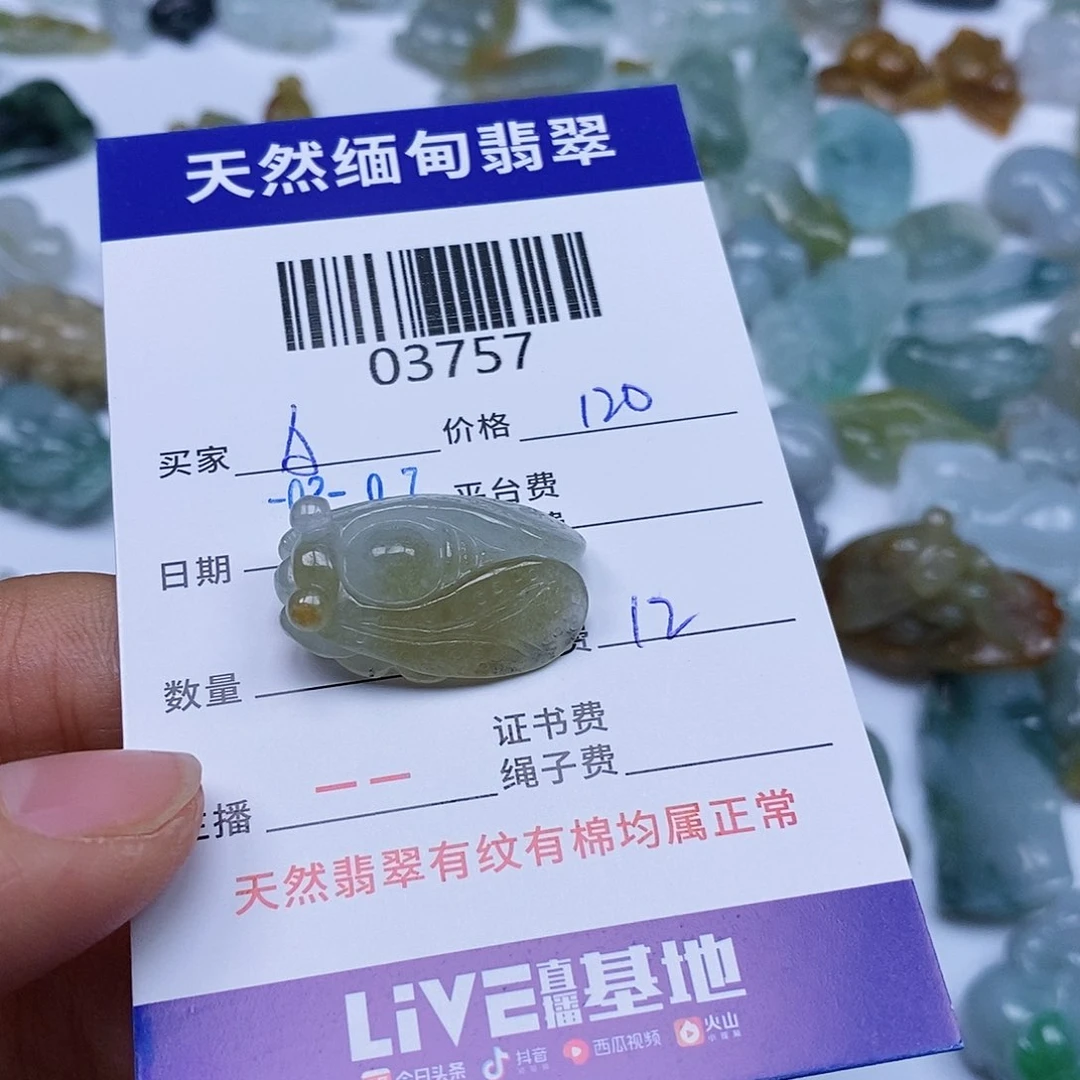 天然缅甸翡翠
03757
买家 价格 120
-03-07 平台费
日期
费 12
数量
证书费
绳子费
主播 ——
天然翡翠有纹有棉均属正常
LiVE直播基地
今日头条 抖音 西瓜视频 火山